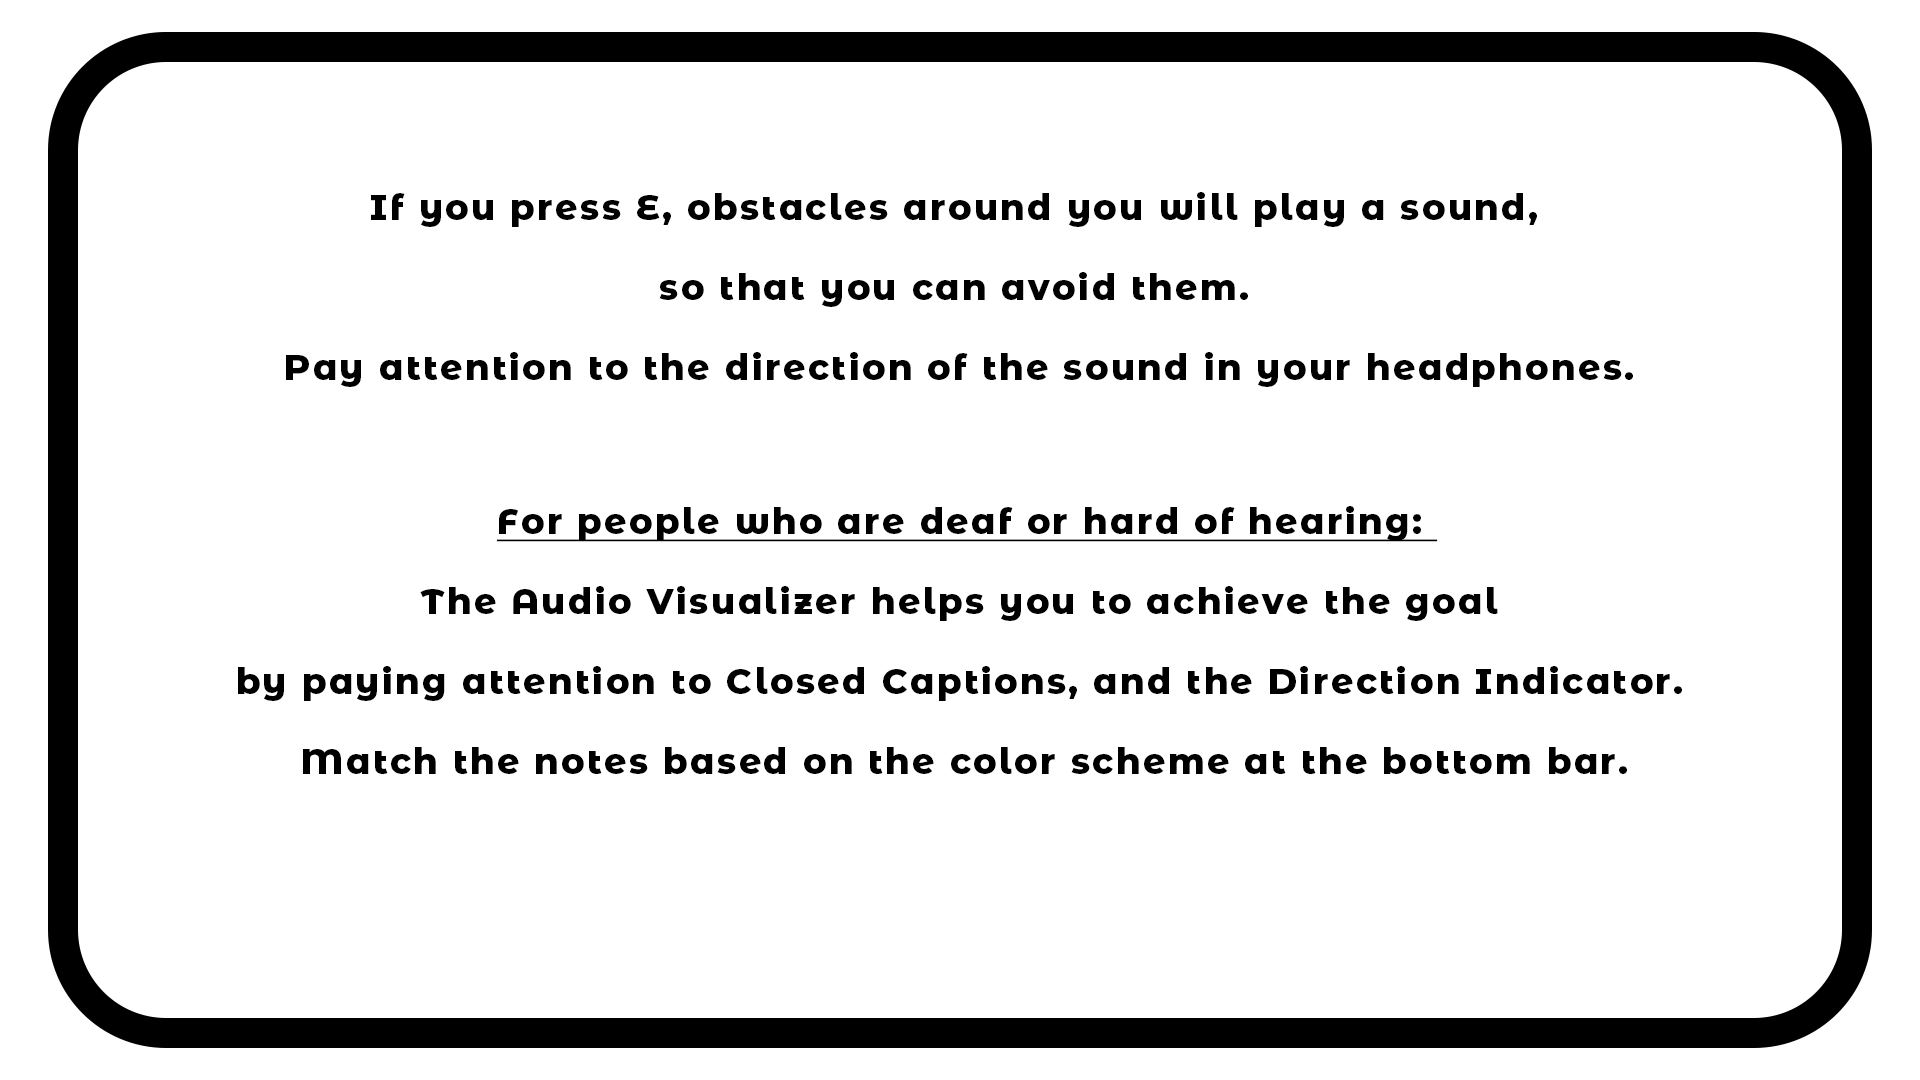 If you press E, obstacles around you will play a sound,
so that you can avoid them.
Pay attention to the direction of the sound in your headphones.
For people who are deaf or hard of hearing:
The Audio Visualizer helps you to achieve the goal
by paying attention to Closed Captions, and the Direction Indicator.
Match the notes based on the color scheme at the bottom bar.